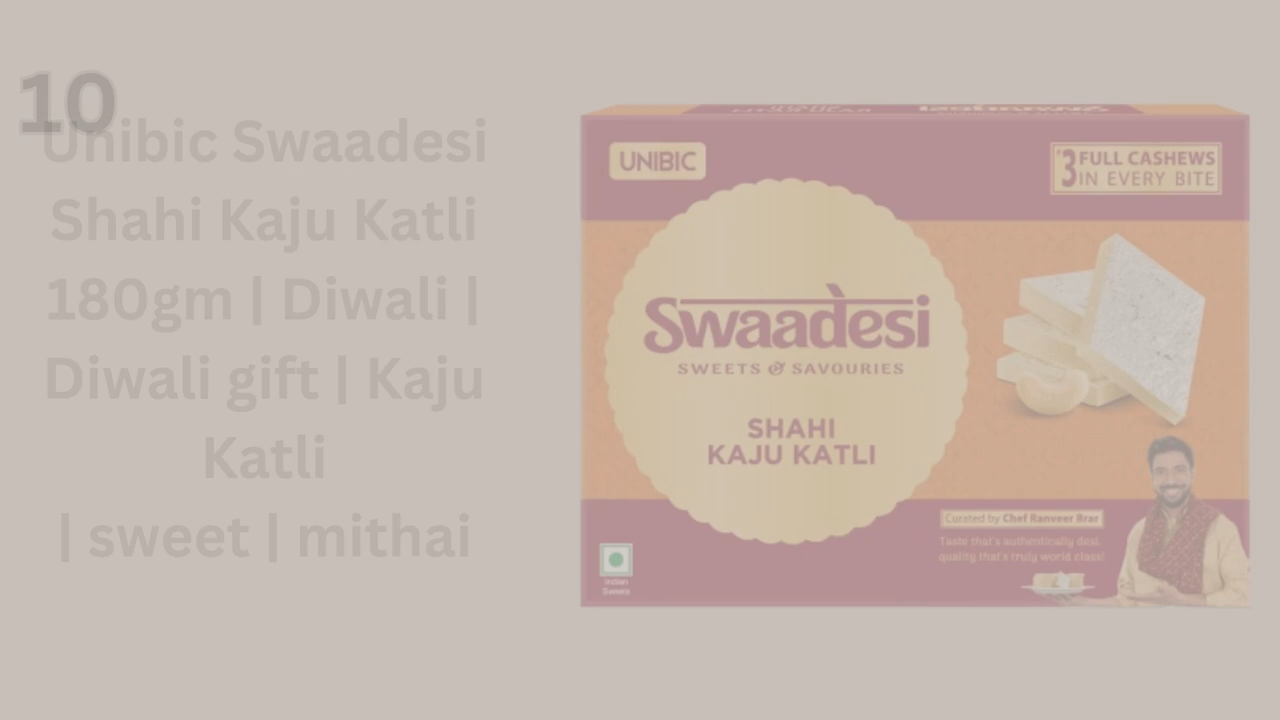 10
Unibic Swaadesi
Shahi Kaju Katli
180gm | Diwali |
Diwali gift | Kaju
Katli
| sweet | mithai
UNIBIC
*3 FULL CASHEWS
IN EVERY BITE
Swaadesi
SWEETS & SAVOURIES
SHAHI
KAJU KATLI
Curated by Chef Ranveer Brar
Taste that's authentically desi,
quality that's truly world class!
Indian
Sweets